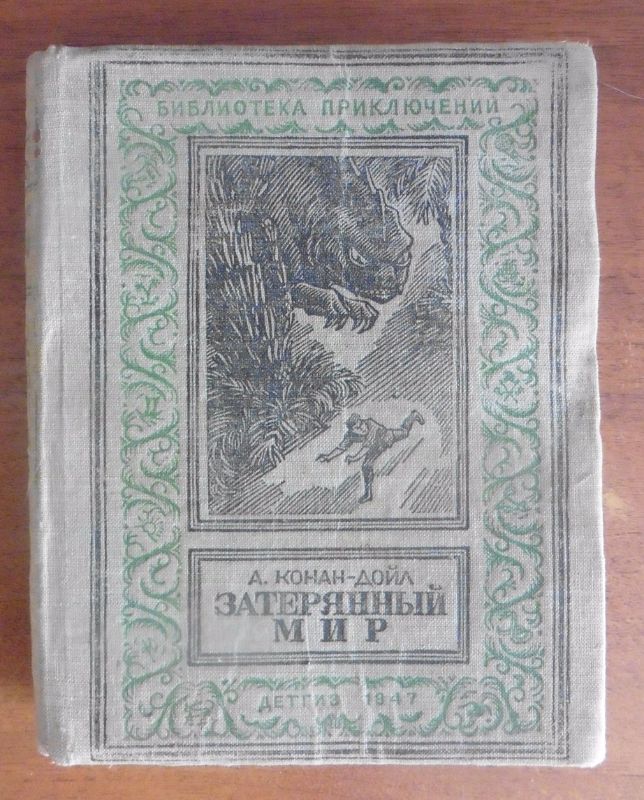 БИБЛИОТЕКА ПРИКЛЮЧЕНИЙ
А. КОНАН-ДОЙЛ
ЗАТЕРЯННЫЙ
МИР
ДЕТГИЗ 1947